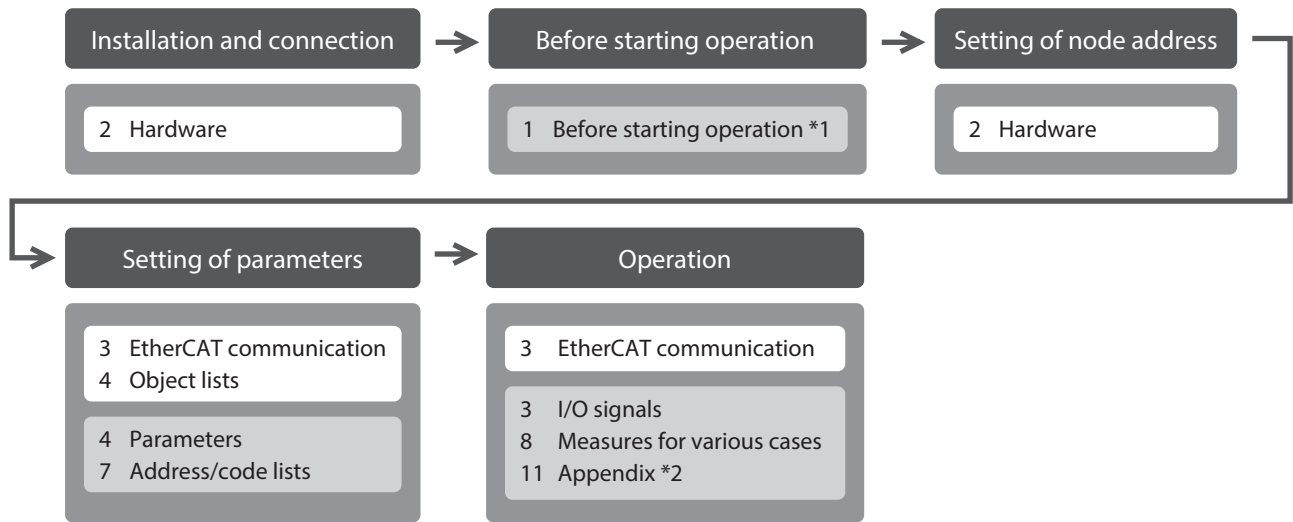 Installation and connection
2 Hardware
Before starting operation
1 Before starting operation *1
Setting of node address
2 Hardware
Setting of parameters
3 EtherCAT communication
4 Object lists
4 Parameters
7 Address/code lists
Operation
3 EtherCAT communication
3 I/O signals
8 Measures for various cases
11 Appendix *2